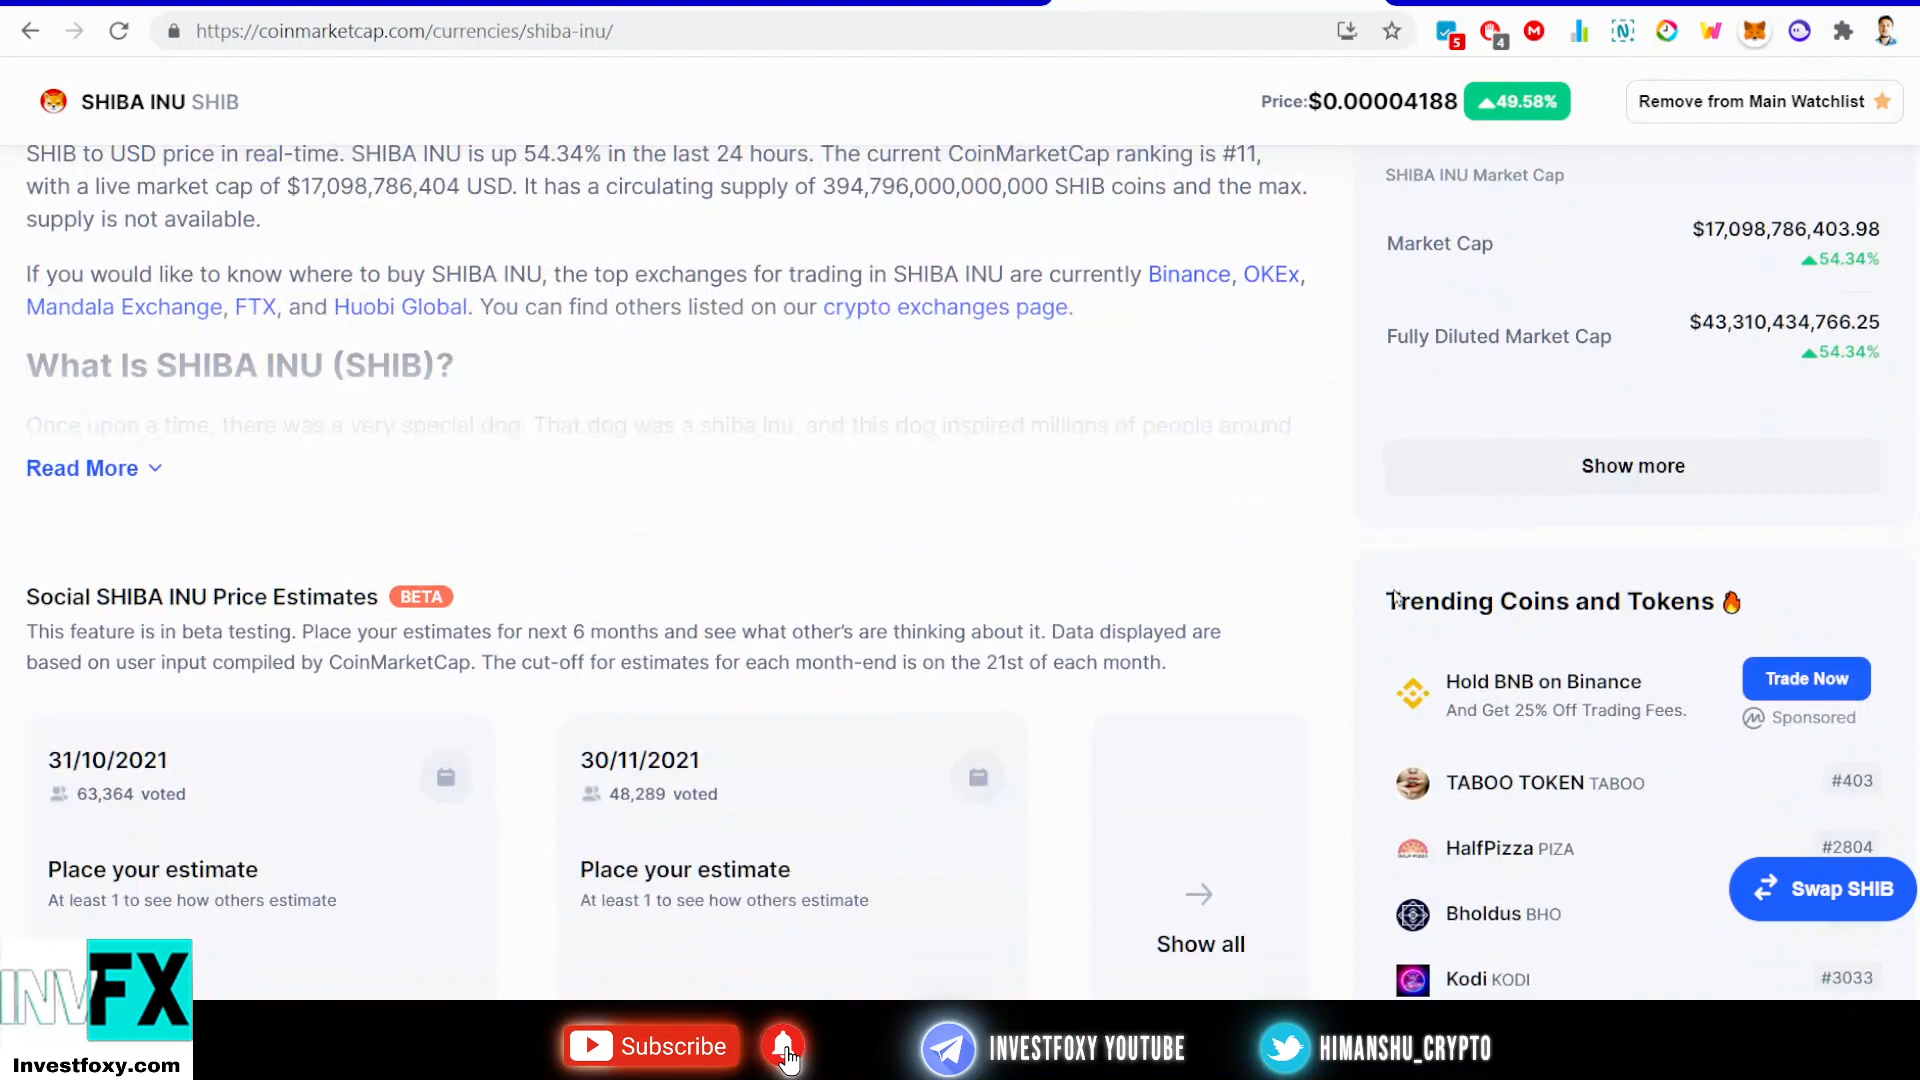 https://coinmarketcap.com/currencies/shiba-inu/
5
4
SHIBA INU SHIB
Price:$0.00004188
49.58%
Remove from Main Watchlist
SHIB to USD price in real-time. SHIBA INU is up 54.34% in the last 24 hours. The current CoinMarketCap ranking is #11,
with a live market cap of $17,098,786,404 USD. It has a circulating supply of 394,796,000,000,000 SHIB coins and the max.
supply is not available.
If you would like to know where to buy SHIBA INU, the top exchanges for trading in SHIBA INU are currently Binance, OKEx,
Mandala Exchange, FTX, and Huobi Global. You can find others listed on our crypto exchanges page.
What Is SHIBA INU (SHIB)?
Once upon a time, there was a very special dog. That dog was a shiba inu, and this dog inspired millions of people around
Read More
SHIBA INU Market Cap
Market Cap
$17,098,786,403.98
54.34%
Fully Diluted Market Cap
$43,310,434,766.25
54.34%
Show more
Social SHIBA INU Price Estimates BETA
This feature is in beta testing. Place your estimates for next 6 months and see what other's are thinking about it. Data displayed are
based on user input compiled by CoinMarketCap. The cut-off for estimates for each month-end is on the 21st of each month.
31/10/2021
63,364 voted
Place your estimate
At least 1 to see how others estimate
30/11/2021
48,289 voted
Place your estimate
At least 1 to see how others estimate
Show all
Trending Coins and Tokens
Hold BNB on Binance
And Get 25% Off Trading Fees.
Trade Now
Sponsored
TABOO TOKEN TABOO
#403
HalfPizza PIZA
#2804
Bholdus BHO
Swap SHIB
Kodi KODI
#3033
INVFX
Investfoxy.com
Subscribe
INVESTFOXY YOUTUBE
HIMANSHU_CRYPTO